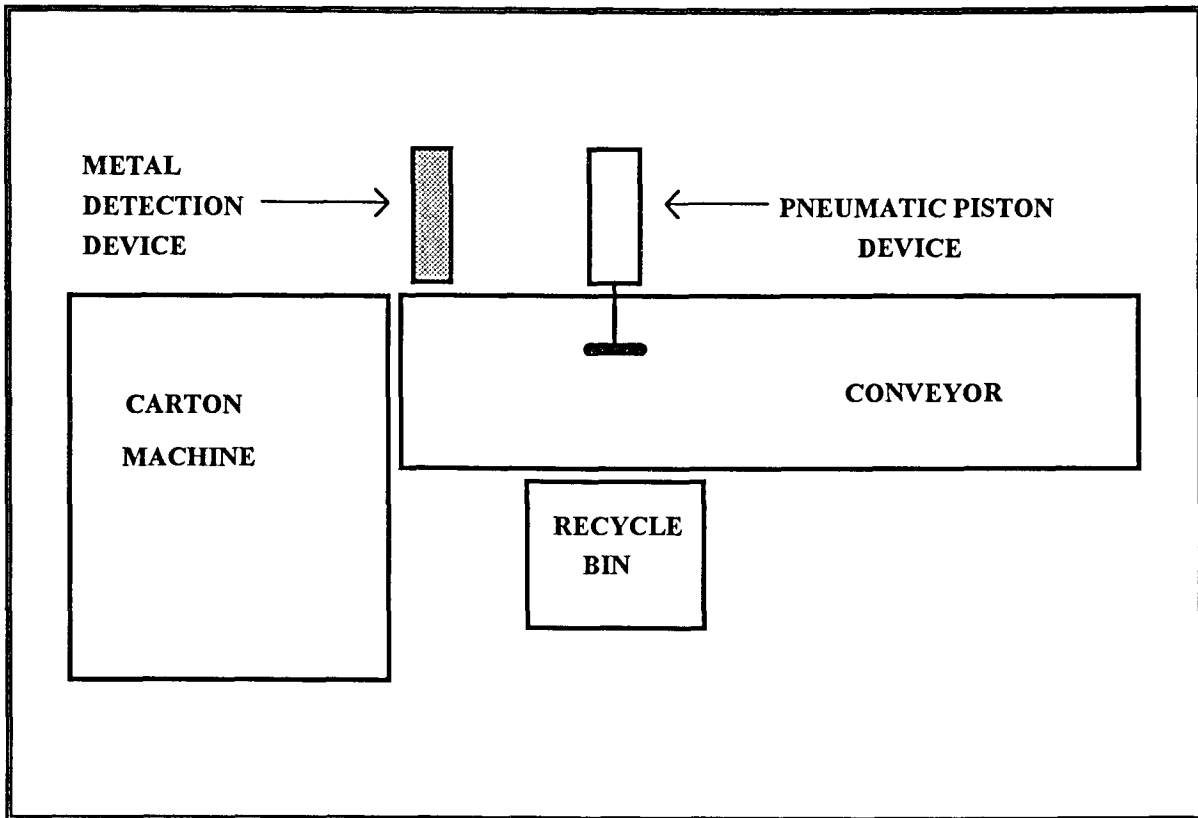 METAL
DETECTION
DEVICE
PNEUMATIC PISTON
DEVICE
CARTON
MACHINE
CONVEYOR
RECYCLE
BIN